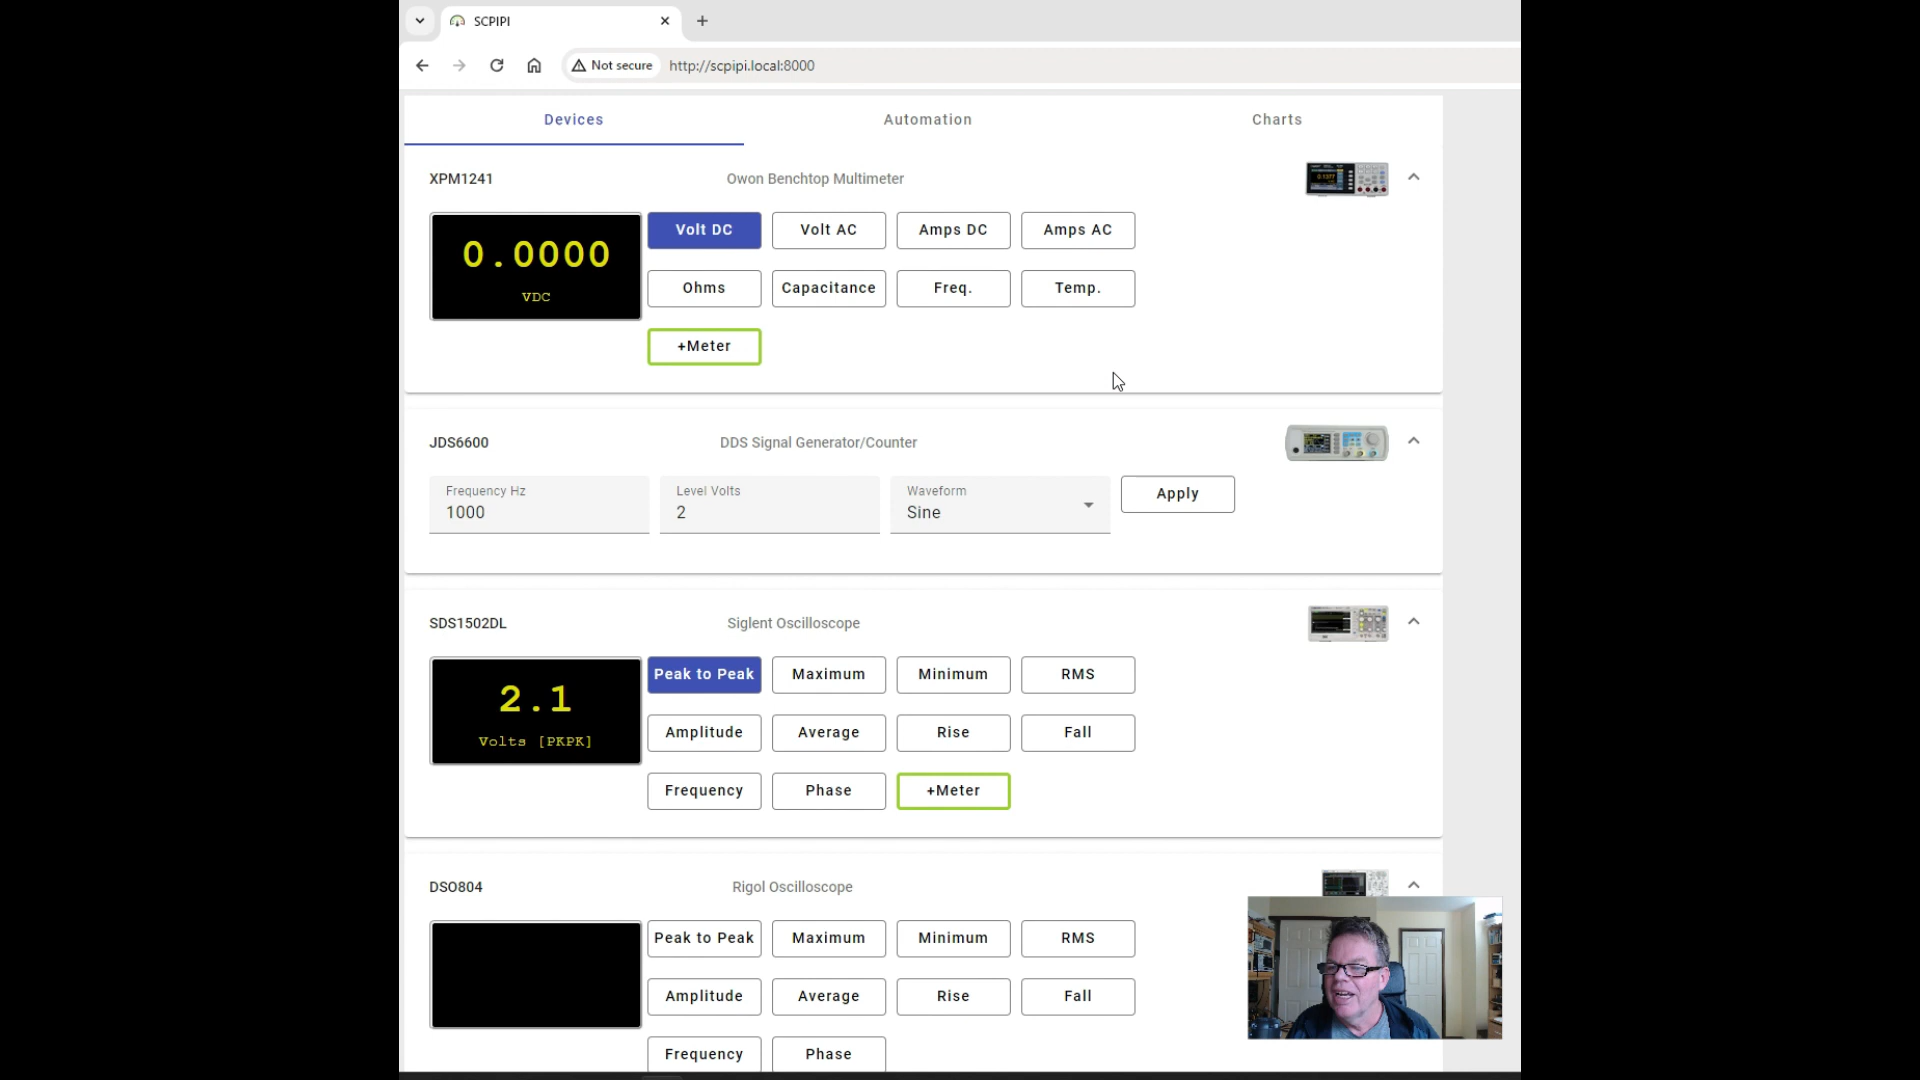 SCPIPI
Not secure http://scpipi.local:8000
Devices Automation Charts
XPM1241 Owon Benchtop Multimeter
0.0000
VDC
Volt DC Volt AC Amps DC Amps AC
Ohms Capacitance Freq. Temp.
+Meter
JDS6600 DDS Signal Generator/Counter
Frequency Hz Level Volts Waveform
1000 2 Sine Apply
SDS1502DL Siglent Oscilloscope
2.1
Volts [PKPK]
Peak to Peak Maximum Minimum RMS
Amplitude Average Rise Fall
Frequency Phase +Meter
DSO804 Rigol Oscilloscope
Peak to Peak Maximum Minimum RMS
Amplitude Average Rise Fall
Frequency Phase